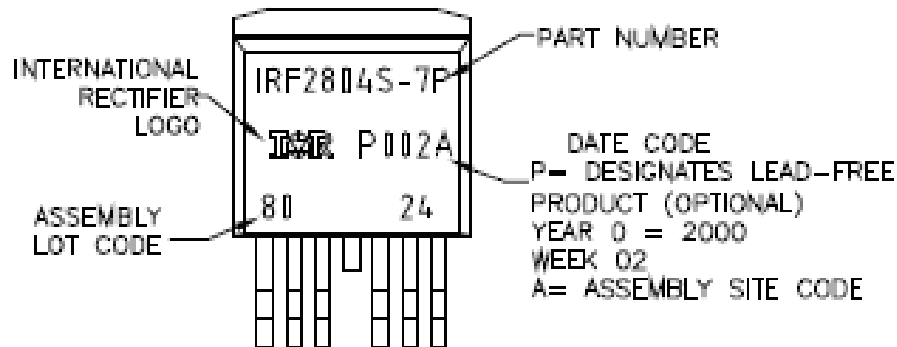 PART NUMBER
INTERNATIONAL
RECTIFIER
LOGO
IRF2804S-7P
IOR P002A
DATE CODE
P= DESIGNATES LEAD-FREE
PRODUCT (OPTIONAL)
YEAR 0 = 2000
WEEK 02
A= ASSEMBLY SITE CODE
ASSEMBLY
LOT CODE
80 24